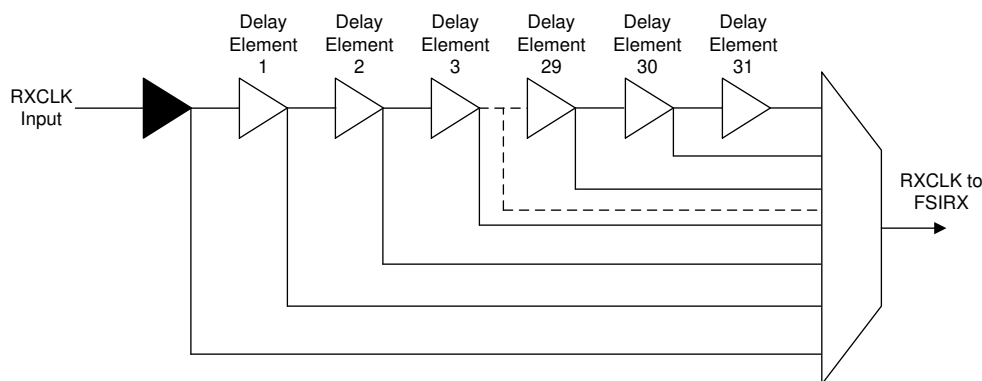 Delay
Element
1
Delay
Element
2
Delay
Element
3
Delay
Element
29
Delay
Element
30
Delay
Element
31
RXCLK
Input
RXCLK to
FSIRX